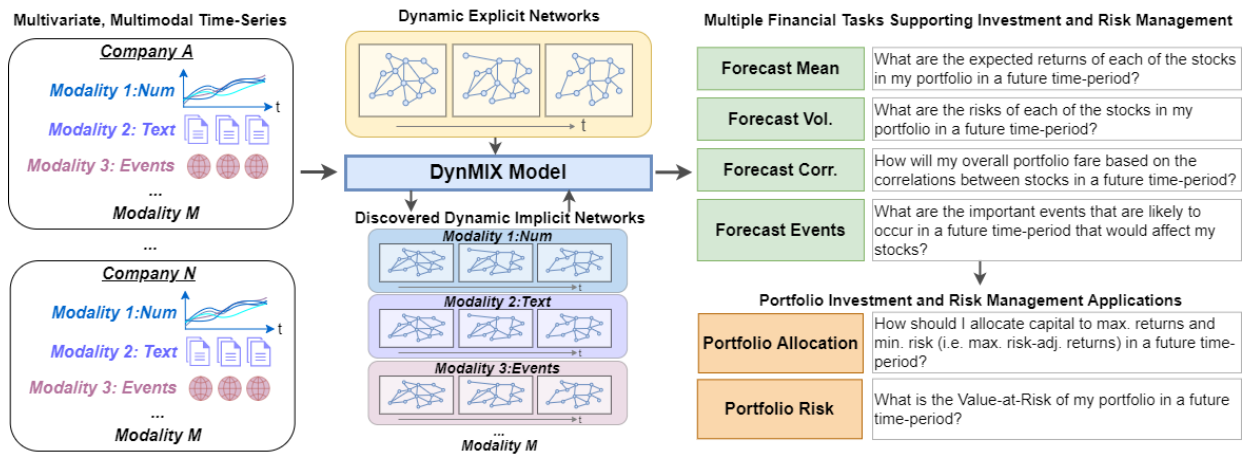 Multivariate, Multimodal Time-Series
Company A
Modality 1:Num
t
Modality 2: Text
Modality 3: Events
...
Modality M
...
Company N
Modality 1:Num
t
Modality 2: Text
Modality 3: Events
...
Modality M
Dynamic Explicit Networks
t
DynMIX Model
Discovered Dynamic Implicit Networks
Modality 1:Num
t
Modality 2:Text
t
Modality 3:Events
t
...
Modality M
Multiple Financial Tasks Supporting Investment and Risk Management
Forecast Mean
What are the expected returns of each of the stocks
in my portfolio in a future time-period?
Forecast Vol.
What are the risks of each of the stocks in my
portfolio in a future time-period?
Forecast Corr.
How will my overall portfolio fare based on the
correlations between stocks in a future time-period?
Forecast Events
What are the important events that are likely to
occur in a future time-period that would affect my
stocks?
Portfolio Investment and Risk Management Applications
Portfolio Allocation
How should I allocate capital to max. returns and
min. risk (i.e. max. risk-adj. returns) in a future time-
period?
Portfolio Risk
What is the Value-at-Risk of my portfolio in a future
time-period?